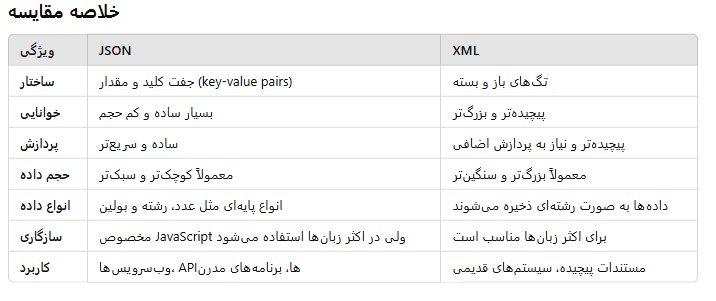 خلاصه مقایسه
ویژگی JSON XML
ساختار جفت کلید و مقدار (key-value pairs) تگ‌های باز و بسته
خوانایی بسیار ساده و کم حجم پیچیده‌تر و بزرگ‌تر
پردازش ساده و سریع‌تر پیچیده‌تر و نیاز به پردازش اضافی
حجم داده معمولاً کوچک‌تر و سبک‌تر معمولاً بزرگ‌تر و سنگین‌تر
انواع داده انواع پایه‌ای مثل عدد، رشته و بولین داده‌ها به صورت رشته‌ای ذخیره می‌شوند
سازگاری مخصوص JavaScript ولی در اکثر زبان‌ها استفاده می‌شود برای اکثر زبان‌ها مناسب است
کاربرد وب‌سرویس‌ها، APIها، برنامه‌های مدرن مستندات پیچیده، سیستم‌های قدیمی